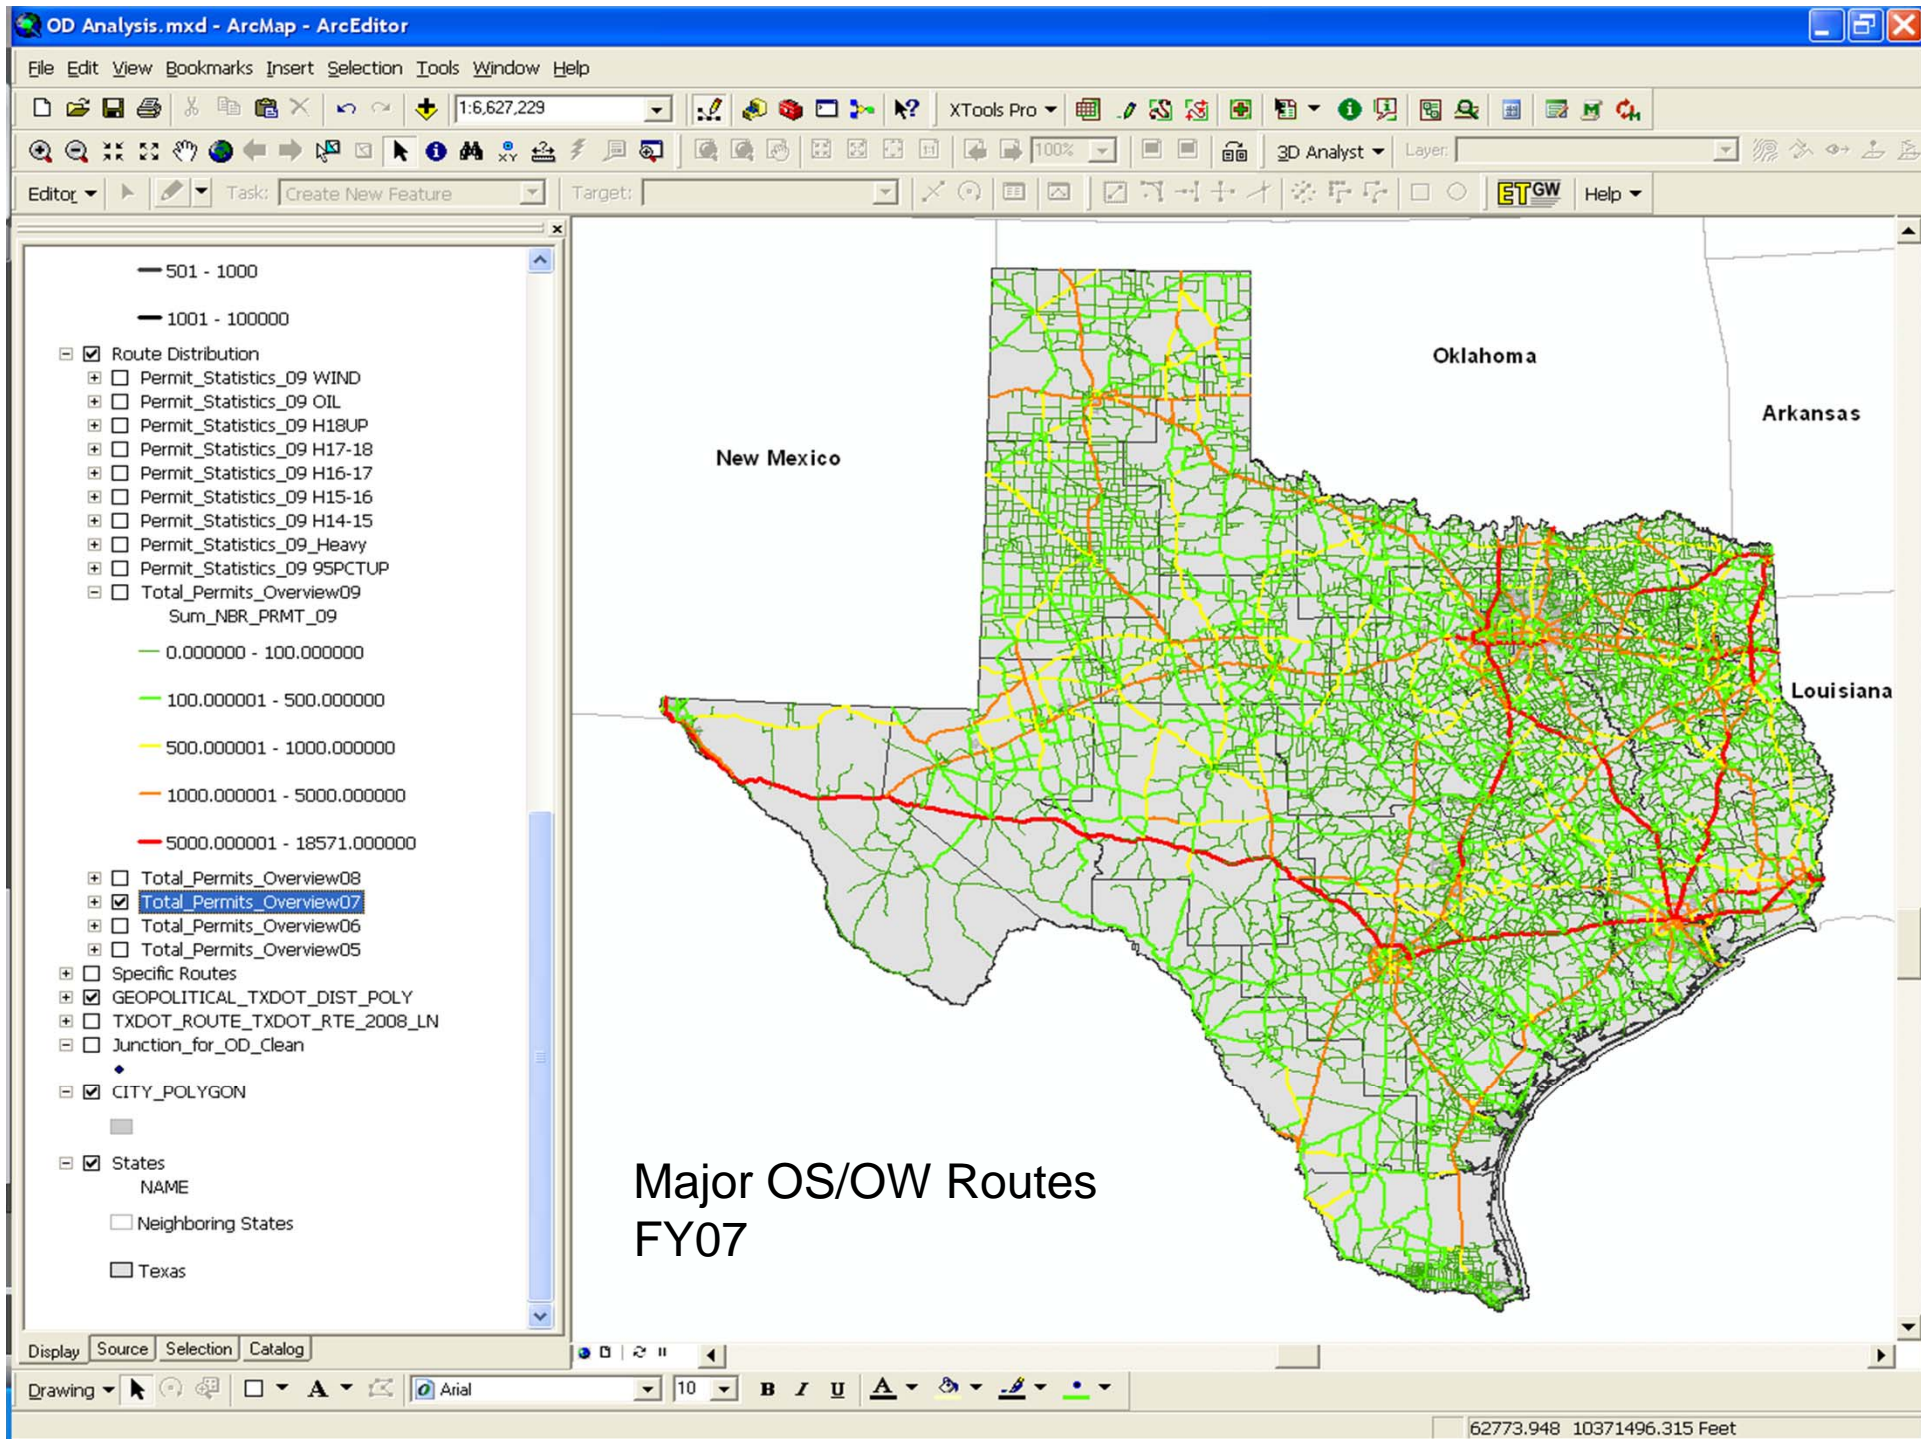 OD Analysis.mxd - ArcMap - ArcEditor
File Edit View Bookmarks Insert Selection Tools Window Help
1:6,627,229
XTools Pro
100%
3D Analyst
Layer:
Editor
Task: Create New Feature
Target:
ET GW
Help
501 - 1000
1001 - 100000
Route Distribution
Permit_Statistics_09 WIND
Permit_Statistics_09 OIL
Permit_Statistics_09 H18UP
Permit_Statistics_09 H17-18
Permit_Statistics_09 H16-17
Permit_Statistics_09 H15-16
Permit_Statistics_09 H14-15
Permit_Statistics_09_Heavy
Permit_Statistics_09 95PCTUP
Total_Permits_Overview09
Sum_NBR_PRMT_09
0.000000 - 100.000000
100.000001 - 500.000000
500.000001 - 1000.000000
1000.000001 - 5000.000000
5000.000001 - 18571.000000
Total_Permits_Overview08
Total_Permits_Overview07
Total_Permits_Overview06
Total_Permits_Overview05
Specific Routes
GEOPOLITICAL_TXDOT_DIST_POLY
TXDOT_ROUTE_TXDOT_RTE_2008_LN
Junction_for_OD_Clean
CITY_POLYGON
States
NAME
Neighboring States
Texas
Display Source Selection Catalog
Oklahoma
Arkansas
New Mexico
Louisiana
Major OS/OW Routes
FY07
Drawing
A
Arial
10
B I U A
62773.948 10371496.315 Feet